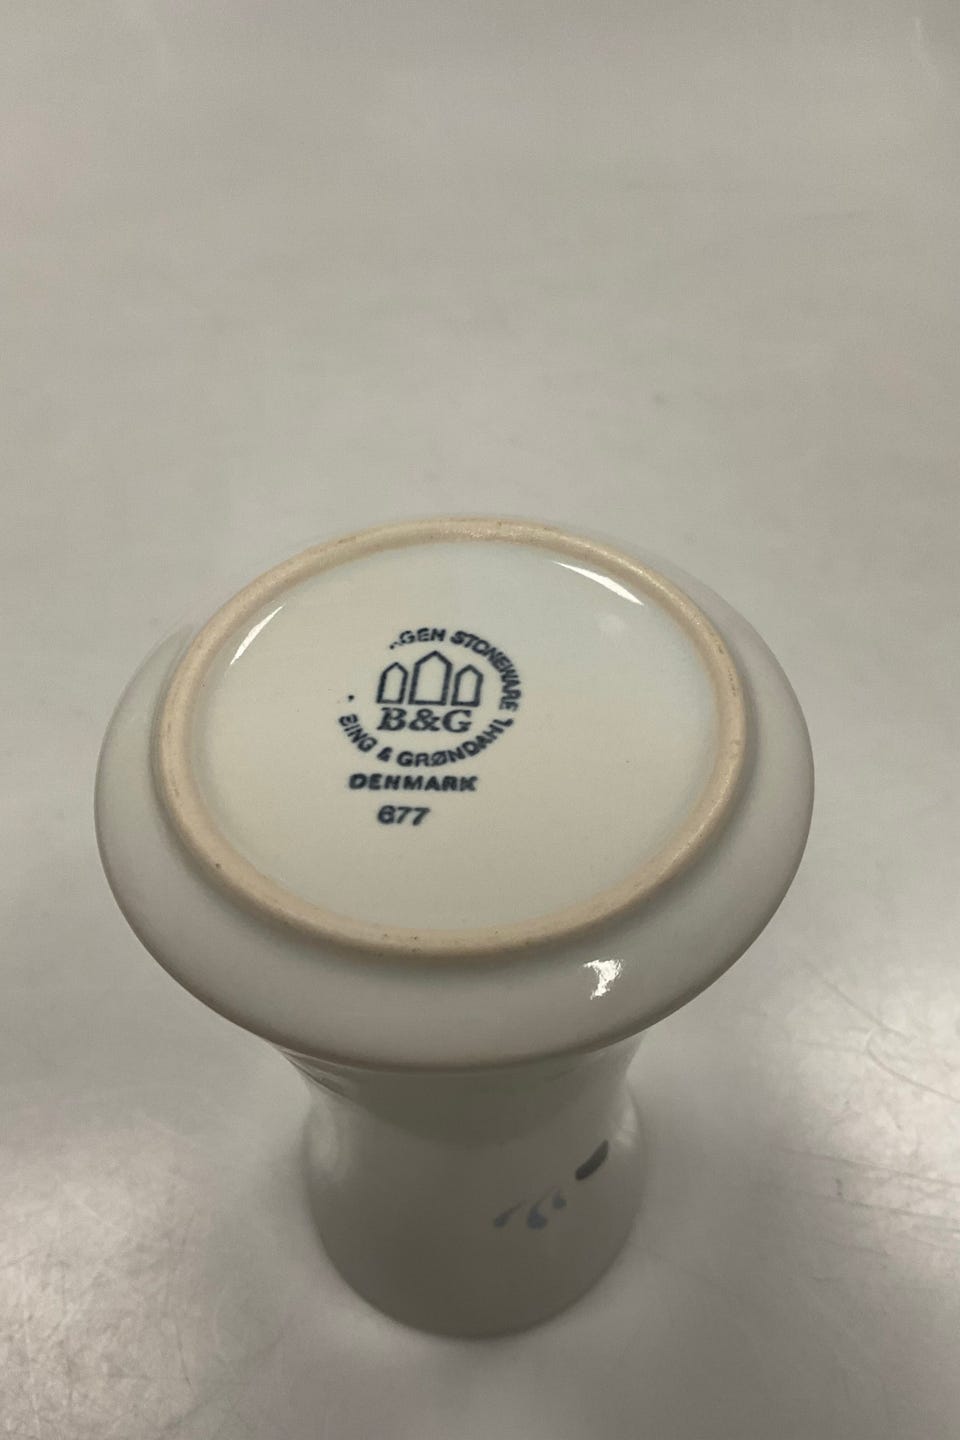 GEN STONEWARE
B&G
BING & GRØNDAHL
DENMARK
677